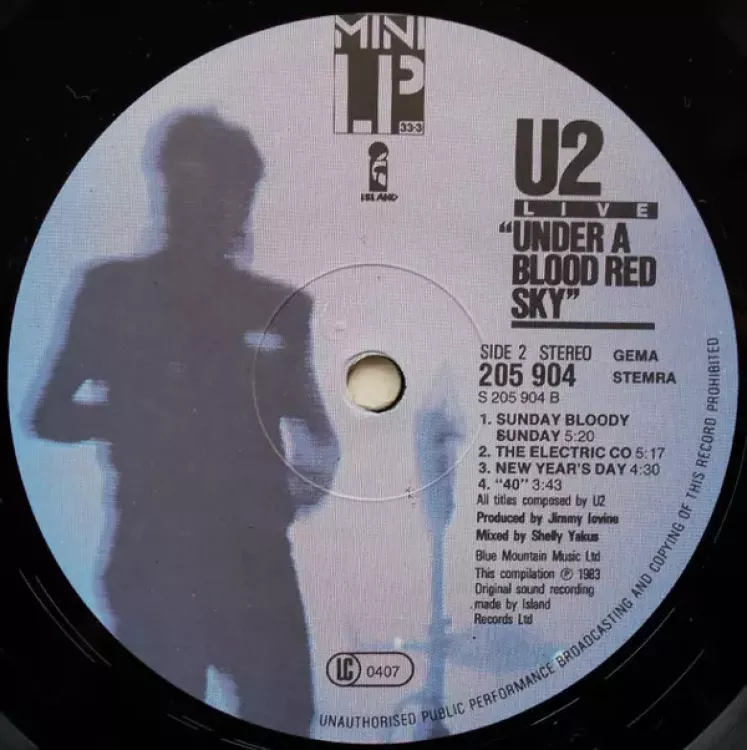 MINI
LP
33⋅3
ISLAND
U2
LIVE
“UNDER A
BLOOD RED
SKY”
SIDE 2 STEREO GEMA
205 904 STEMRA
S 205 904 B
1. SUNDAY BLOODY
SUNDAY 5:20
2. THE ELECTRIC CO 5:17
3. NEW YEAR'S DAY 4:30
4. “40” 3:43
All titles composed by U2
Produced by Jimmy Iovine
Mixed by Shelly Yakus
Blue Mountain Music Ltd
This compilation ℗ 1983
Original sound recording
made by Island
Records Ltd
LC 0407
UNAUTHORISED PUBLIC PERFORMANCE BROADCASTING AND COPYING OF THIS RECORD PROHIBITED